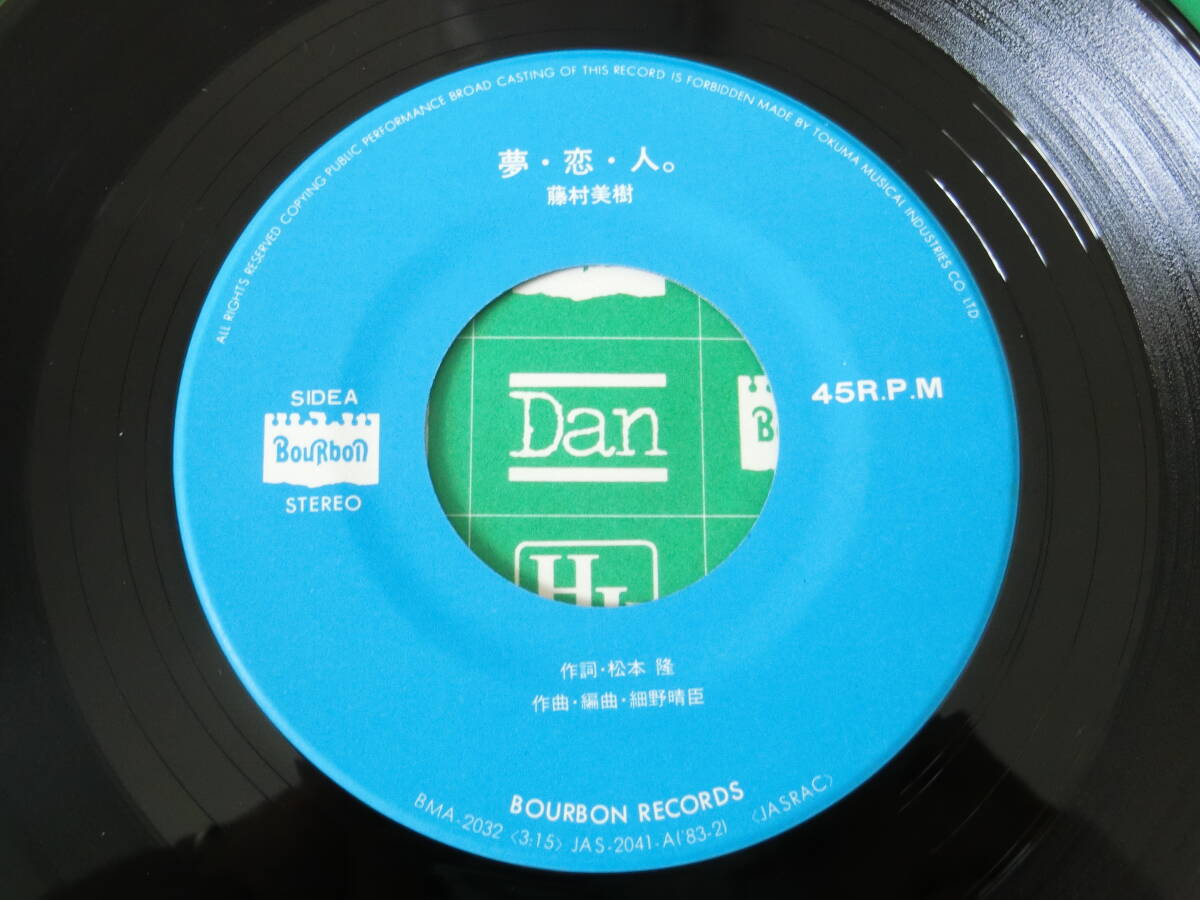 ALL RIGHTS RESERVED COPYING PUBLIC PERFORMANCE BROAD CASTING OF THIS RECORD IS FORBIDDEN MADE BY TOKUMA MUSICAL INDUSTRIES CO. LTD.
夢・恋・人。
藤村美樹
SIDE A
BouRbon
STEREO
45R.P.M
Dan
B
作詞・松本 隆
作曲・編曲・細野晴臣
BOURBON RECORDS
BMA-2032 〈3:15〉 JAS-2041-A('83-2) 〈JASRAC〉